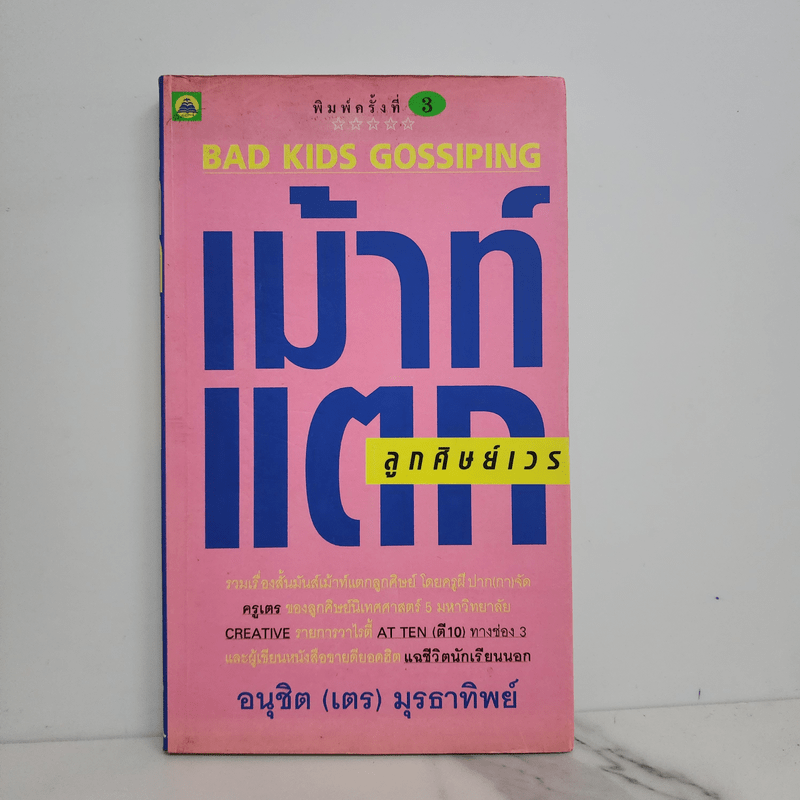 พิมพ์ครั้งที่ 3
BAD KIDS GOSSIPING
เม้าท์
แตก
ลูกศิษย์เวร
รวมเรื่องสั้นมันส์เม้าท์แตกลูกศิษย์ โดยครูฝีปาก(กา)จัด
ครูเตร ของลูกศิษย์นิเทศศาสตร์ 5 มหาวิทยาลัย
CREATIVE รายการวาไรตี้ AT TEN (ตี10) ทางช่อง 3
และผู้เขียนหนังสือขายดียอดฮิต แฉชีวิตนักเรียนนอก
อนุชิต (เตร) มุรธาทิพย์